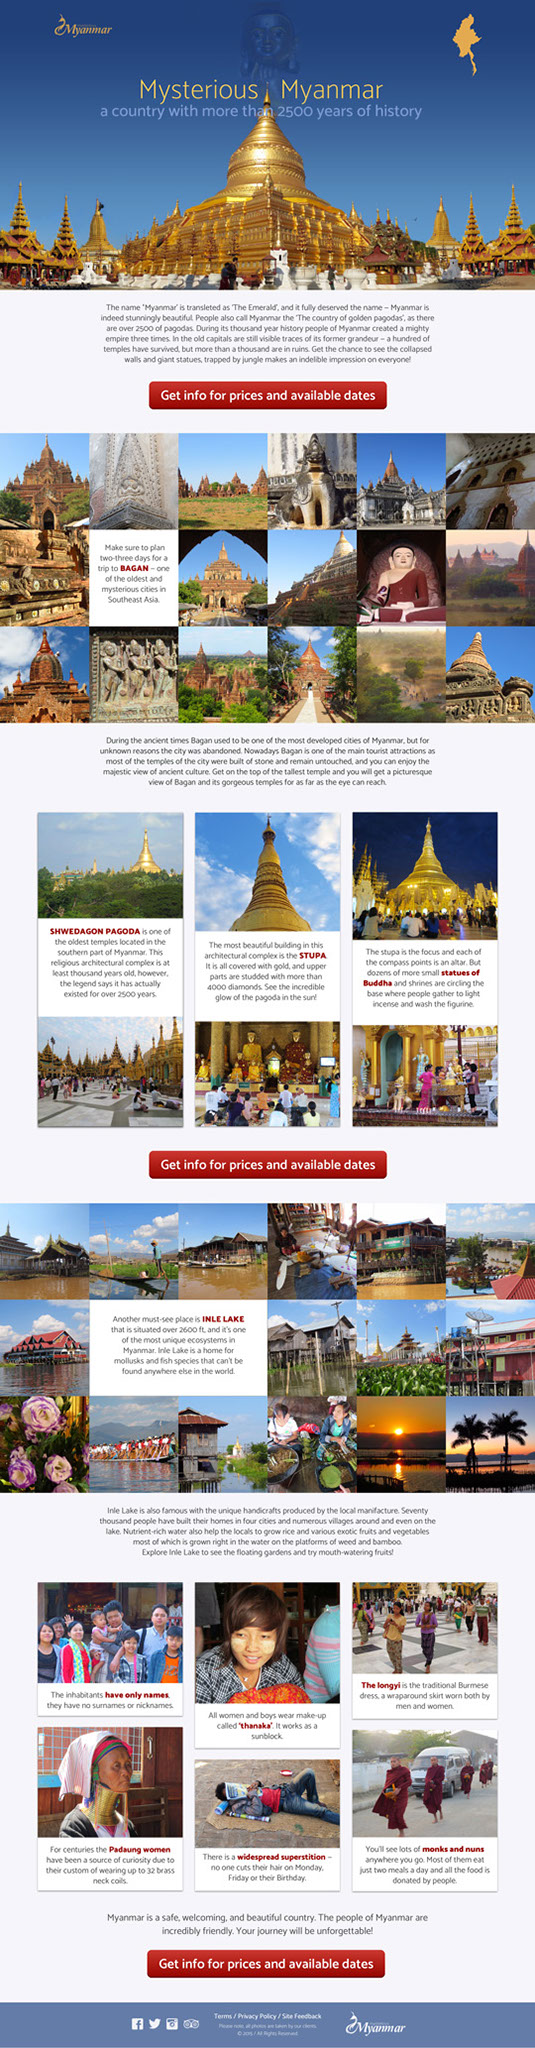 Myanmar
Mysterious Myanmar
a country with more than 2500 years of history
The name 'Myanmar' is transleted as 'The Emerald', and it fully deserved the name – Myanmar is
indeed stunningly beautiful. People also call Myanmar the 'The country of golden pagodas', as there
are over 2500 of pagodas. During its thousand year history people of Myanmar created a mighty
empire three times. In the old capitals are still visible traces of its former grandeur – a hundred of
temples have survived, but more than a thousand are in ruins. Get the chance to see the collapsed
walls and giant statues, trapped by jungle makes an indelible impression on everyone!
Get info for prices and available dates
Make sure to plan
two-three days for a
trip to BAGAN – one
of the oldest and
mysterious cities in
Southeast Asia.
During the ancient times Bagan used to be one of the most developed cities of Myanmar, but for
unknown reasons the city was abandoned. Nowadays Bagan is one of the main tourist attractions as
most of the temples of the city were built of stone and remain untouched, and you can enjoy the
majestic view of ancient culture. Get on the top of the tallest temple and you will get a picturesque
view of Bagan and its gorgeous temples for as far as the eye can reach.
SHWEDAGON PAGODA is one of
the oldest temples located in the
southern part of Myanmar. This
religious architectural complex is at
least thousand years old, however,
the legend says it has actually
existed for over 2500 years.
The most beautiful building in this
architectural complex is the STUPA.
It is all covered with gold, and upper
parts are studded with more than
4000 diamonds. See the incredible
glow of the pagoda in the sun!
The stupa is the focus and each of
the compass points is an altar. But
dozens of more small statues of
Buddha and shrines are circling the
base where people gather to light
incense and wash the figurine.
Get info for prices and available dates
Another must-see place is INLE LAKE
that is situated over 2600 ft, and it's one
of the most unique ecosystems in
Myanmar. Inle Lake is a home for
mollusks and fish species that can't be
found anywhere else in the world.
Inle Lake is also famous with the unique handicrafts produced by the local manifacture. Seventy
thousand people have built their homes in four cities and numerous villages around and even on the
lake. Nutrient-rich water also help the locals to grow rice and various exotic fruits and vegetables
most of which is grown right in the water on the platforms of weed and bamboo.
Explore Inle Lake to see the floating gardens and try mouth-watering fruits!
The inhabitants have only names,
they have no surnames or nicknames.
All women and boys wear make-up
called 'thanaka'. It works as a
sunblock.
The longyi is the traditional Burmese
dress, a wraparound skirt worn both by
men and women.
For centuries the Padaung women
have been a source of curiosity due to
their custom of wearing up to 32 brass
neck coils.
There is a widespread superstition –
no one cuts their hair on Monday,
Friday or their Birthday.
You'll see lots of monks and nuns
anywhere you go. Most of them eat
just two meals a day and all the food is
donated by people.
Myanmar is a safe, welcoming, and beautiful country. The people of Myanmar are
incredibly friendly. Your journey will be unforgettable!
Get info for prices and available dates
Terms / Privacy Policy / Site Feedback
Please note, all photos are taken by our clients.
© 2015 / All Rights Reserved.
Myanmar